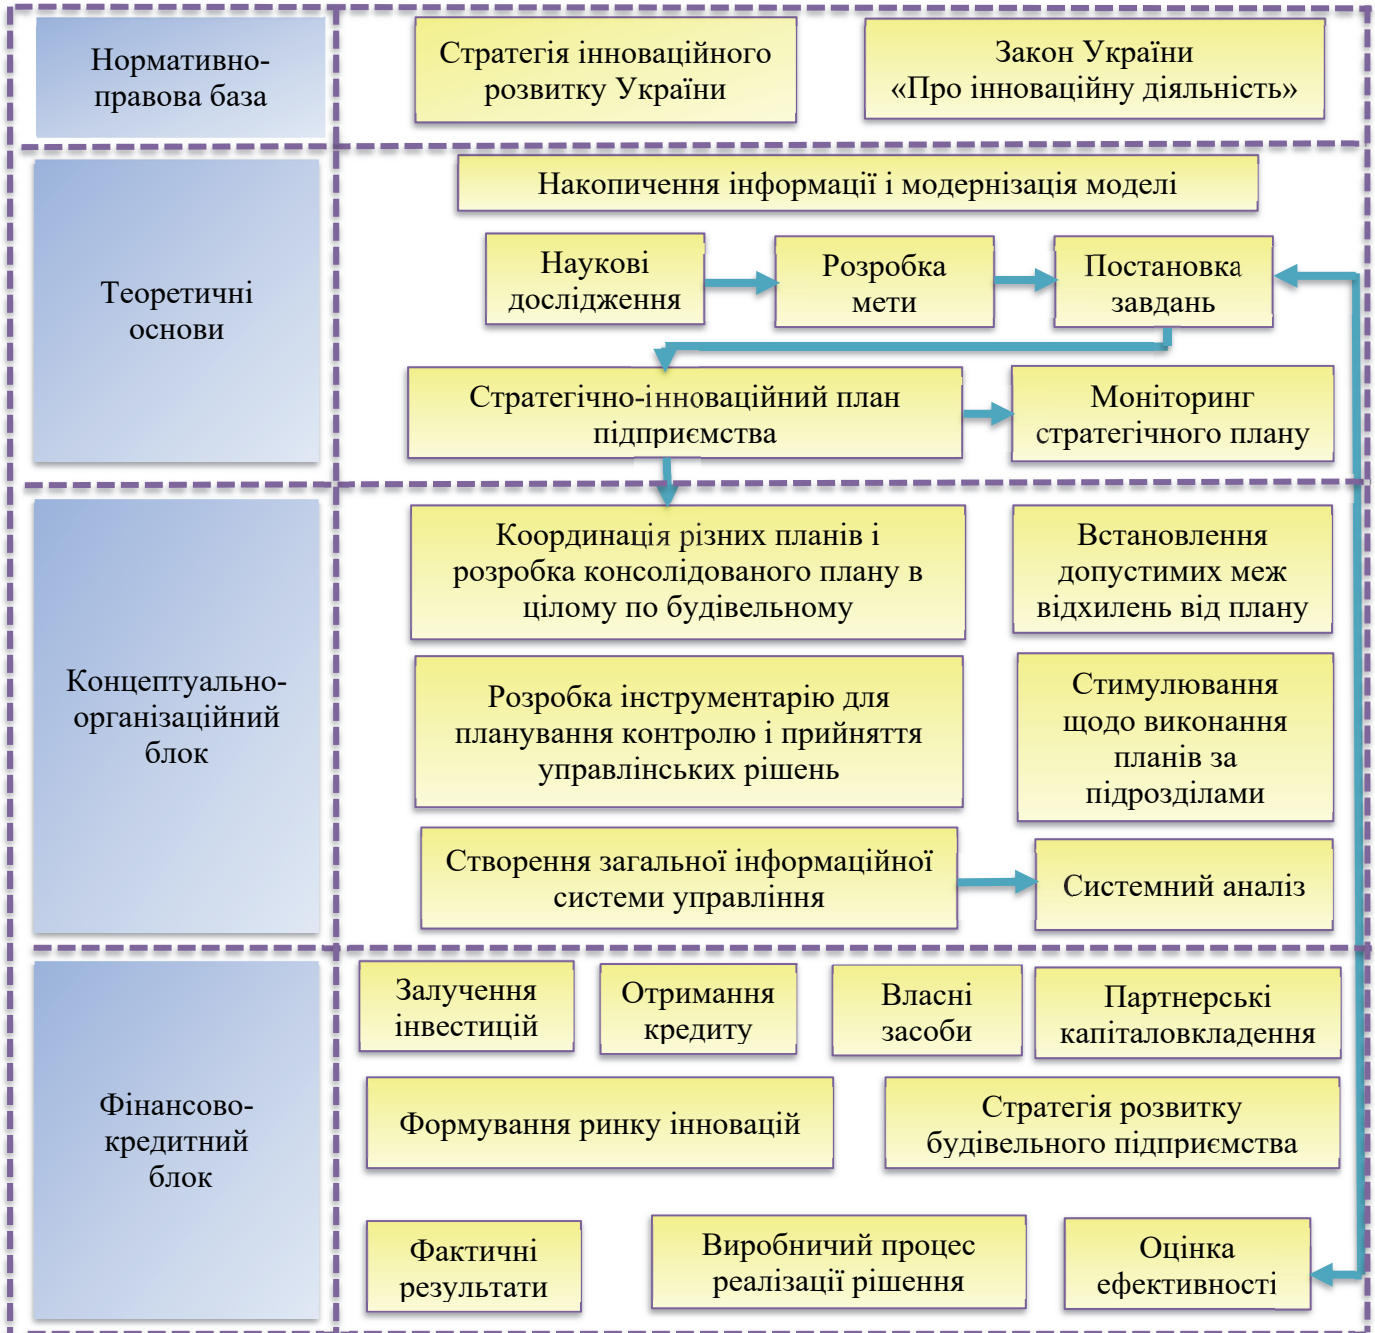 Нормативно-
правова база
Стратегія інноваційного
розвитку України
Закон України
«Про інноваційну діяльність»
Теоретичні
основи
Накопичення інформації і модернізація моделі
Наукові
дослідження
Розробка
мети
Постановка
завдань
Стратегічно-інноваційний план
підприємства
Моніторинг
стратегічного плану
Концептуально-
організаційний
блок
Координація різних планів і
розробка консолідованого плану в
цілому по будівельному
Встановлення
допустимих меж
відхилень від плану
Розробка інструментарію для
планування контролю і прийняття
управлінських рішень
Стимулювання
щодо виконання
планів за
підрозділами
Створення загальної інформаційної
системи управління
Системний аналіз
Фінансово-
кредитний
блок
Залучення
інвестицій
Отримання
кредиту
Власні
засоби
Партнерські
капіталовкладення
Формування ринку інновацій
Стратегія розвитку
будівельного підприємства
Фактичні
результати
Виробничий процес
реалізації рішення
Оцінка
ефективності